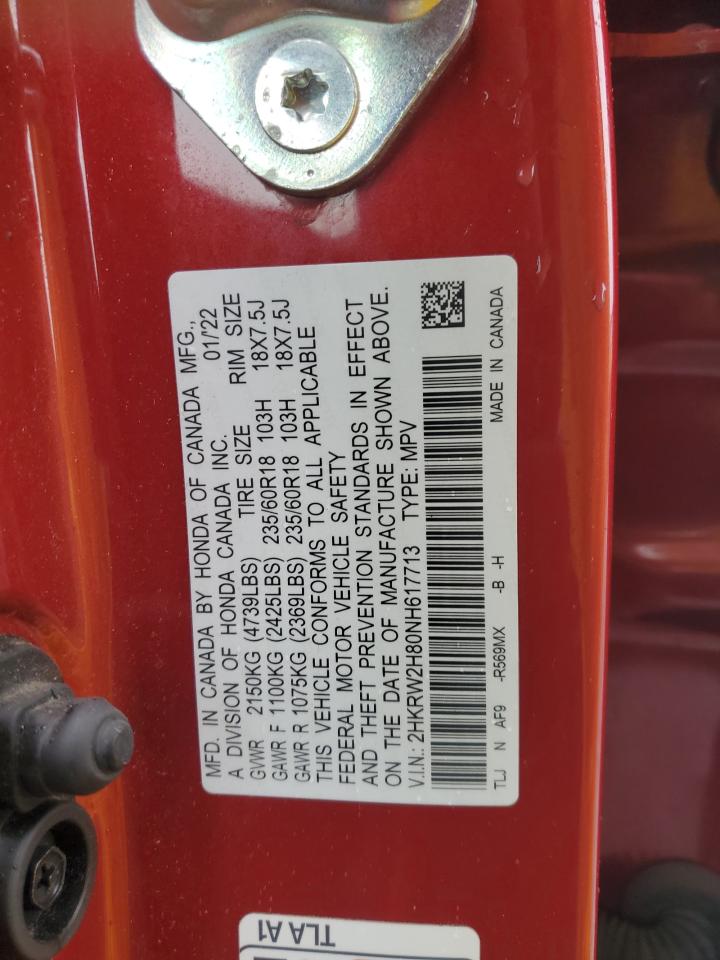 MFD. IN CANADA BY HONDA OF CANADA MFG.,
A DIVISION OF HONDA CANADA INC. 01/'22
GVWR 2150KG (4739LBS) TIRE SIZE RIM SIZE
GAWR F 1100KG (2425LBS) 235/60R18 103H 18X7.5J
GAWR R 1075KG (2369LBS) 235/60R18 103H 18X7.5J
THIS VEHICLE CONFORMS TO ALL APPLICABLE
FEDERAL MOTOR VEHICLE SAFETY
AND THEFT PREVENTION STANDARDS IN EFFECT
ON THE DATE OF MANUFACTURE SHOWN ABOVE.
V.I.N.: 2HKRW2H80NH617713 TYPE: MPV
TLJ N AF9 -R569MX -B -H MADE IN CANADA
TLA A1